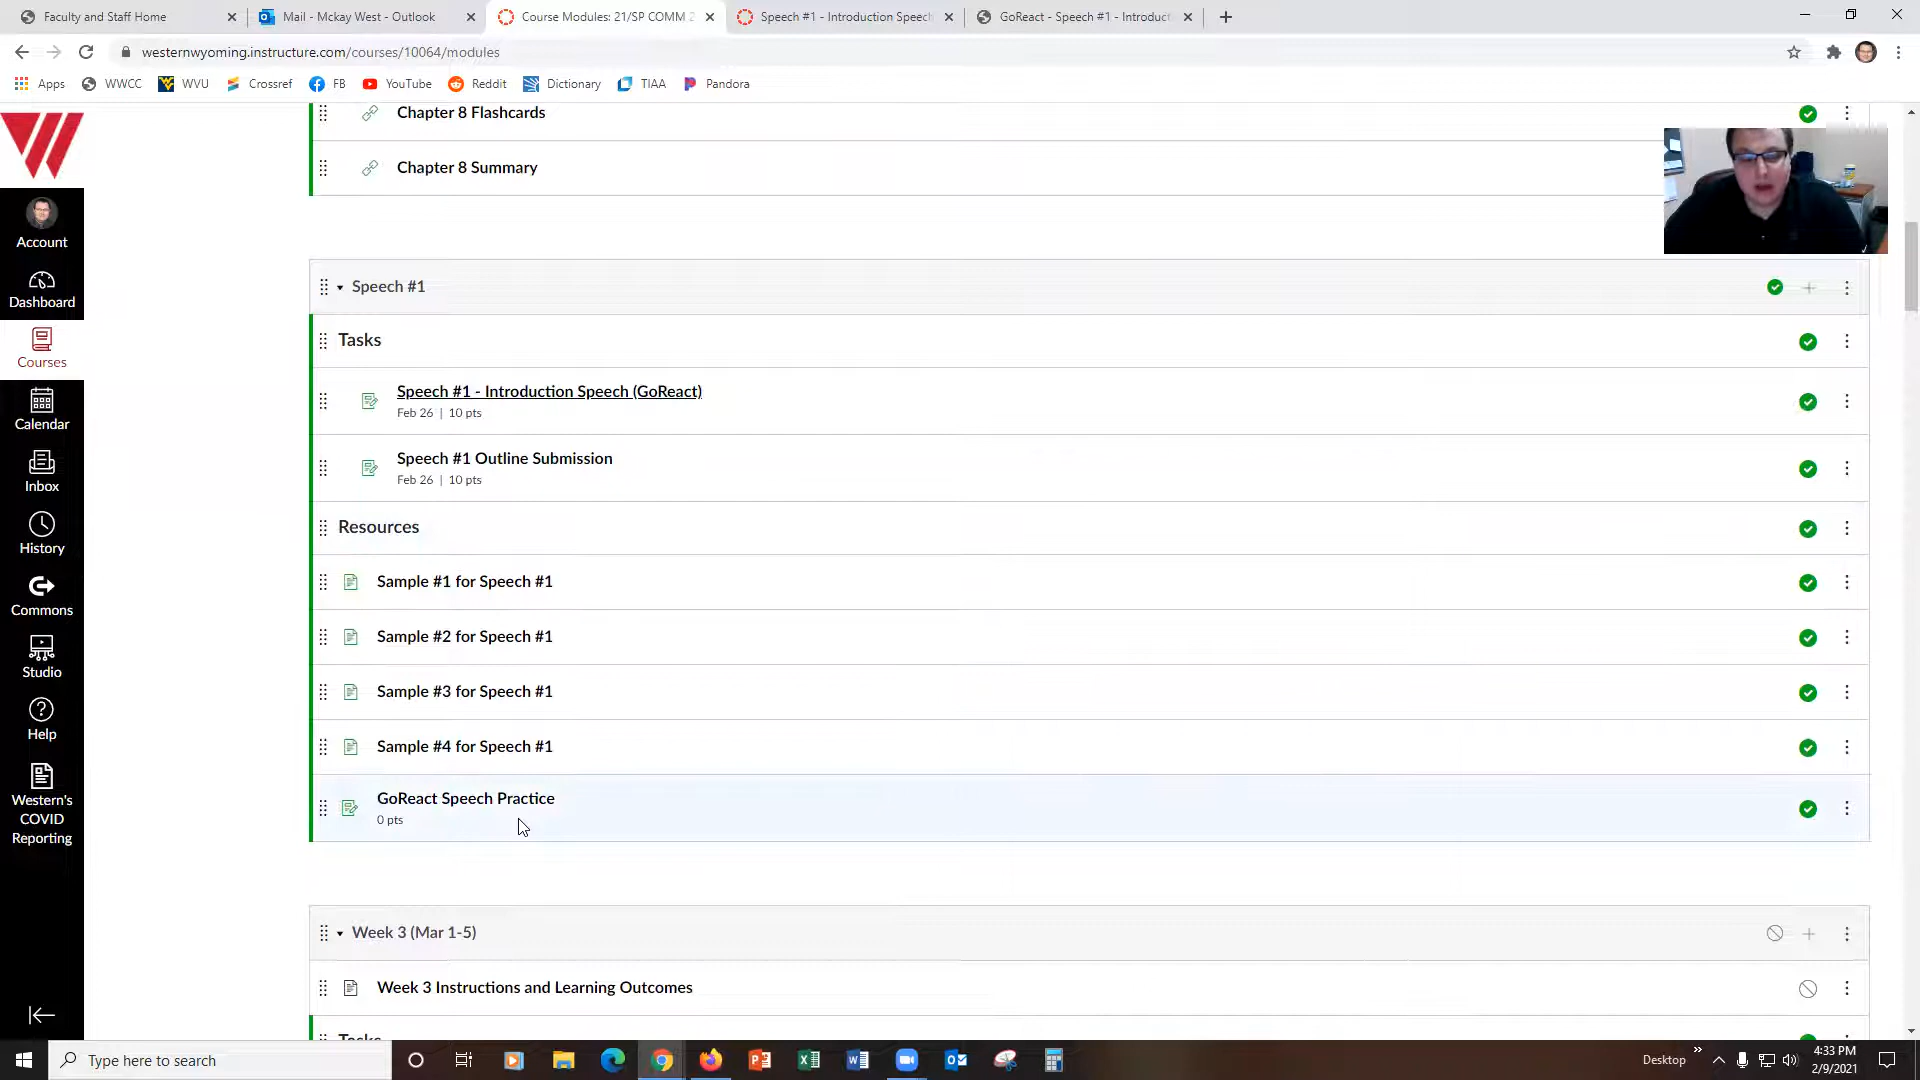 Faculty and Staff Home
Mail - Mckay West - Outlook
Course Modules: 21/SP COMM 2
Speech #1 - Introduction Speech
GoReact - Speech #1 - Introduct
westernwyoming.instructure.com/courses/10064/modules
Apps
WWCC
WVU
Crossref
FB
YouTube
Reddit
Dictionary
TIAA
Pandora
Chapter 8 Flashcards
Chapter 8 Summary
Account
Dashboard
Courses
Calendar
Inbox
History
Commons
Studio
Help
Western's
COVID
Reporting
Speech #1
Tasks
Speech #1 - Introduction Speech (GoReact)
Feb 26 | 10 pts
Speech #1 Outline Submission
Feb 26 | 10 pts
Resources
Sample #1 for Speech #1
Sample #2 for Speech #1
Sample #3 for Speech #1
Sample #4 for Speech #1
GoReact Speech Practice
0 pts
Week 3 (Mar 1-5)
Week 3 Instructions and Learning Outcomes
Tasks
Type here to search
Desktop
4:33 PM
2/9/2021